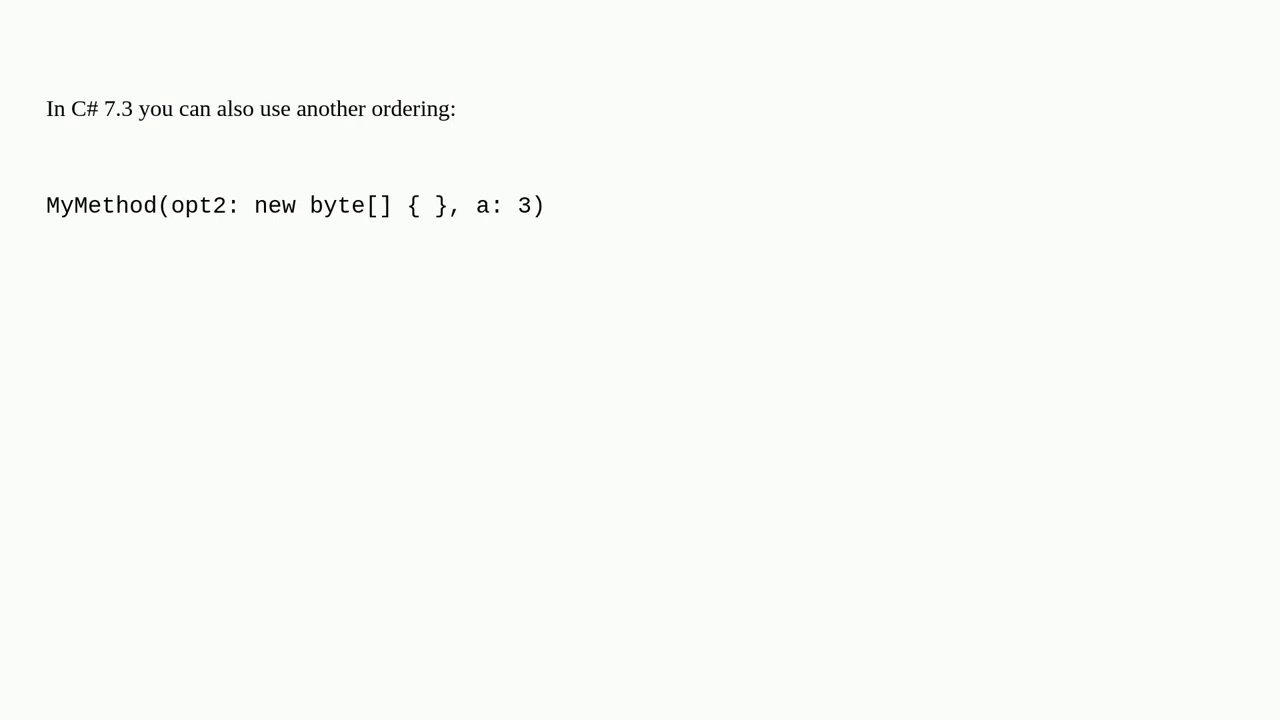 In C# 7.3 you can also use another ordering:
MyMethod(opt2: new byte[] { }, a: 3)